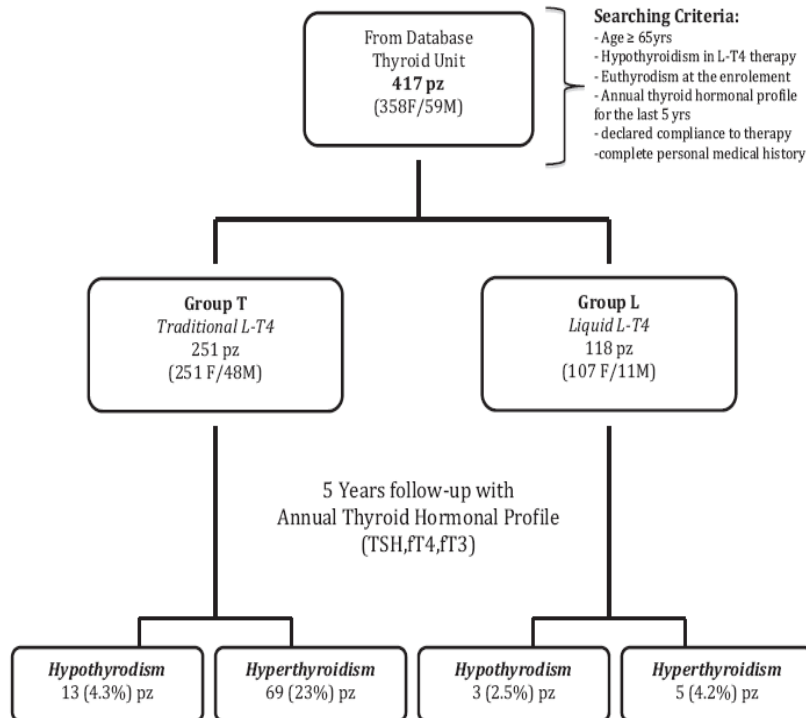 From Database
Thyroid Unit
417 pz
(358F/59M)
Searching Criteria:
- Age ≥ 65yrs
- Hypothyroidism in L-T4 therapy
- Euthyrodism at the enrolement
- Annual thyroid hormonal profile
for the last 5 yrs
- declared compliance to therapy
-complete personal medical history
Group T
Traditional L-T4
251 pz
(251 F/48M)
Group L
Liquid L-T4
118 pz
(107 F/11M)
5 Years follow-up with
Annual Thyroid Hormonal Profile
(TSH,fT4,fT3)
Hypothyrodism
13 (4.3%) pz
Hyperthyroidism
69 (23%) pz
Hypothyrodism
3 (2.5%) pz
Hyperthyroidism
5 (4.2%) pz